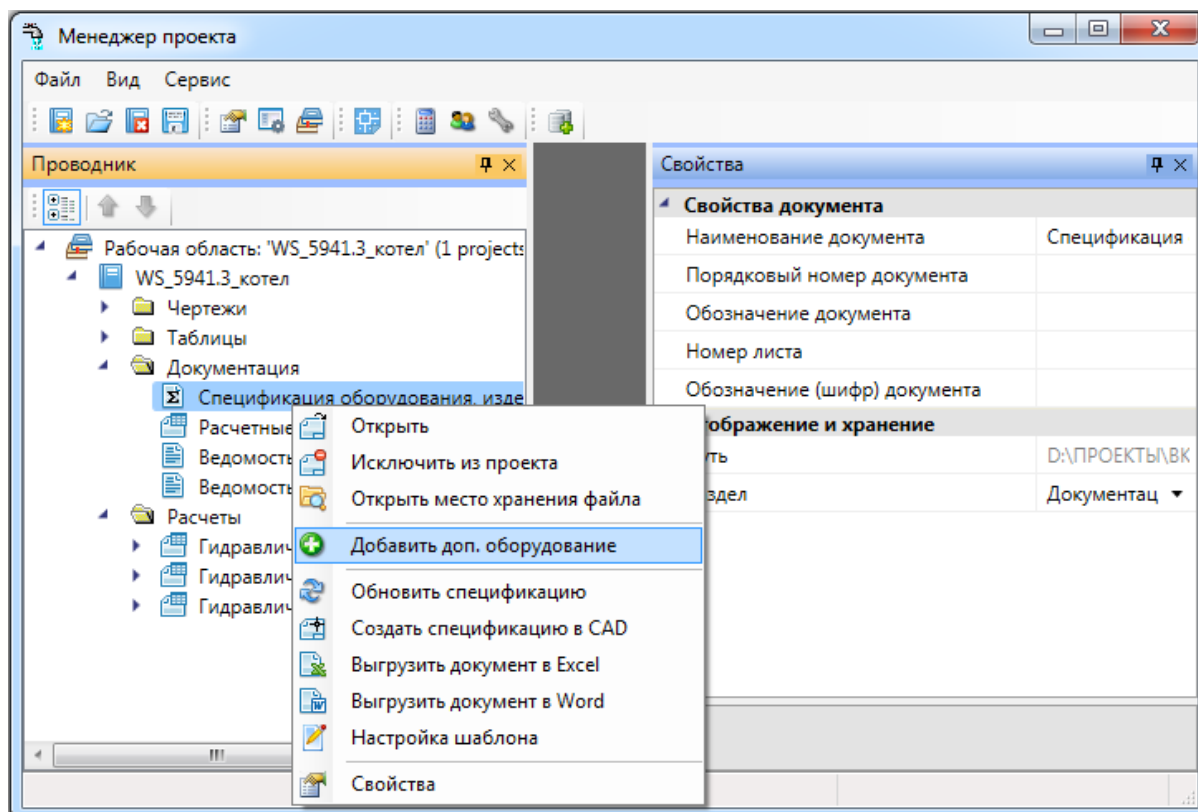 Менеджер проекта
Файл Вид Сервис
Проводник
Рабочая область: 'WS_5941.3_котел' (1 projects
WS_5941.3_котел
Чертежи
Таблицы
Документация
Спецификация оборудования, изде
Расчетные
Ведомость
Ведомость
Расчеты
Гидравлич
Гидравлич
Гидравлич
Открыть
Исключить из проекта
Открыть место хранения файла
Добавить доп. оборудование
Обновить спецификацию
Создать спецификацию в CAD
Выгрузить документ в Excel
Выгрузить документ в Word
Настройка шаблона
Свойства
Свойства
Свойства документа
Наименование документа Спецификация
Порядковый номер документа
Обозначение документа
Номер листа
Обозначение (шифр) документа
тображение и хранение
ть D:\ПРОЕКТЫ\ВК
здел Документац